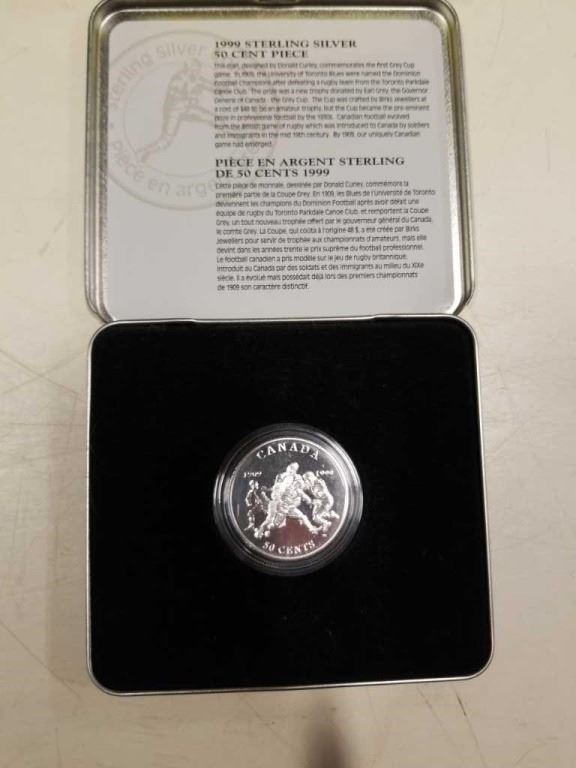 sterling silver
pièce en argent
1999 STERLING SILVER
50 CENT PIECE
This coin, designed by Donald Curley, commemorates the first Grey Cup
game. In 1909, the University of Toronto Blues were named the Dominion
Football Champions after defeating a rugby team from the Toronto Parkdale
Canoe Club. The prize was a new trophy donated by Earl Grey, the Governor
General of Canada - the Grey Cup. The Cup was crafted by Birks Jewellers at
a cost of $48 to be an amateur trophy, but the Cup became the pre-eminent
prize in professional football by the 1930s. Canadian football evolved
from the British game of rugby which was introduced to Canada by soldiers
and immigrants in the mid 19th century. By 1909, our uniquely Canadian
game had emerged.
PIÈCE EN ARGENT STERLING
DE 50 CENTS 1999
Cette pièce de monnaie, dessinée par Donald Curley, commémora la
première partie de la Coupe Grey. En 1909, les Blues de l'Université de Toronto
deviennent les champions du Dominion Football après avoir défait une
équipe de rugby du Toronto Parkdale Canoe Club, et remportent la Coupe
Grey, un tout nouveau trophée offert par le gouverneur général du Canada,
le comte Grey. La Coupe, qui coûta à l'origine 48 $, a été créée par Birks
Jewellers pour servir de trophée aux championnats d'amateurs, mais elle
devint dans les années trente le prix suprême du football professionnel.
Le football canadien a pris modèle sur le jeu de rugby britannique,
introduit au Canada par des soldats et des immigrants au milieu du XIXe
siècle. Il a évolué mais possédait déjà lors des premiers championnats
de 1909 son caractère distinctif.
CANADA
1909 1999
50 CENTS